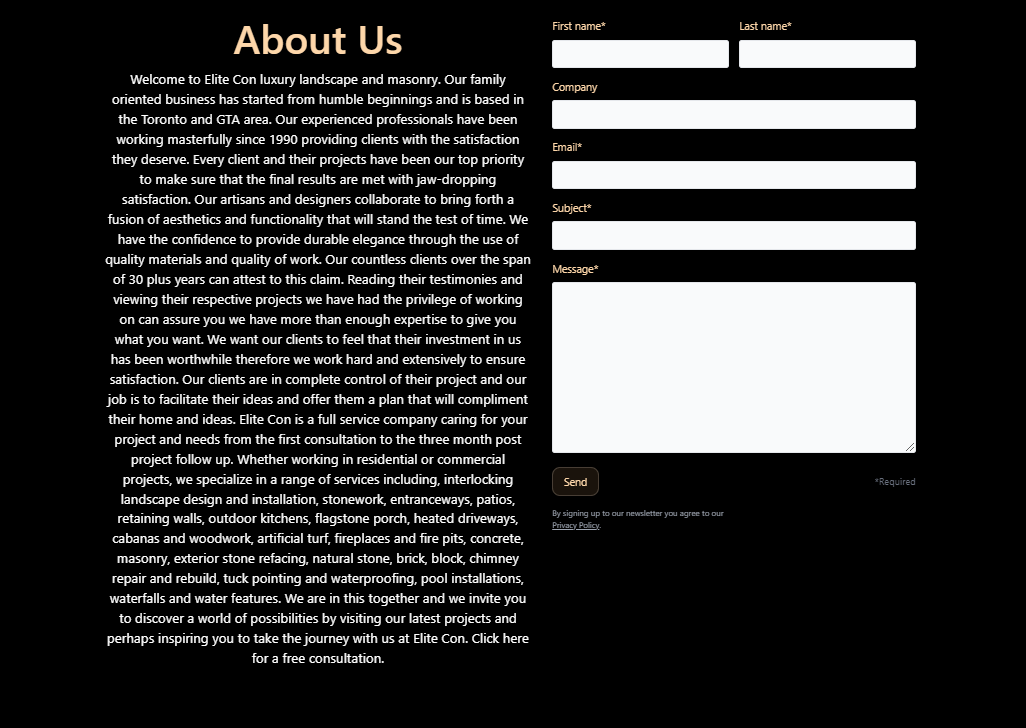 About Us
Welcome to Elite Con luxury landscape and masonry. Our family
oriented business has started from humble beginnings and is based in
the Toronto and GTA area. Our experienced professionals have been
working masterfully since 1990 providing clients with the satisfaction
they deserve. Every client and their projects have been our top priority
to make sure that the final results are met with jaw-dropping
satisfaction. Our artisans and designers collaborate to bring forth a
fusion of aesthetics and functionality that will stand the test of time. We
have the confidence to provide durable elegance through the use of
quality materials and quality of work. Our countless clients over the span
of 30 plus years can attest to this claim. Reading their testimonies and
viewing their respective projects we have had the privilege of working
on can assure you we have more than enough expertise to give you
what you want. We want our clients to feel that their investment in us
has been worthwhile therefore we work hard and extensively to ensure
satisfaction. Our clients are in complete control of their project and our
job is to facilitate their ideas and offer them a plan that will compliment
their home and ideas. Elite Con is a full service company caring for your
project and needs from the first consultation to the three month post
project follow up. Whether working in residential or commercial
projects, we specialize in a range of services including, interlocking
landscape design and installation, stonework, entranceways, patios,
retaining walls, outdoor kitchens, flagstone porch, heated driveways,
cabanas and woodwork, artificial turf, fireplaces and fire pits, concrete,
masonry, exterior stone refacing, natural stone, brick, block, chimney
repair and rebuild, tuck pointing and waterproofing, pool installations,
waterfalls and water features. We are in this together and we invite you
to discover a world of possibilities by visiting our latest projects and
perhaps inspiring you to take the journey with us at Elite Con. Click here
for a free consultation.
First name*
Last name*
Company
Email*
Subject*
Message*
Send
*Required
By signing up to our newsletter you agree to our
Privacy Policy.